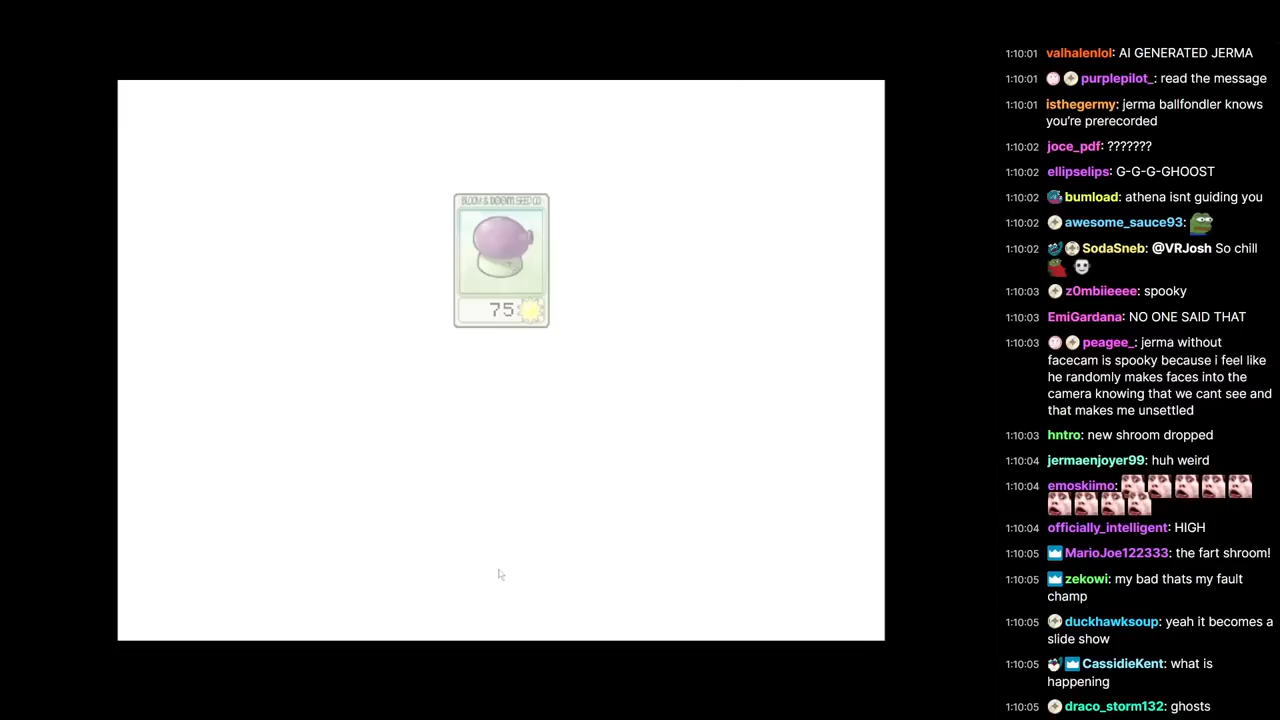 BLOOM & DOOM SEED CO
75
1:10:01 valhalenlol: AI GENERATED JERMA
1:10:01 purplepilot_: read the message
1:10:01 isthegermy: jerma ballfondler knows
you're prerecorded
1:10:02 joce_pdf: ???????
1:10:02 ellipselips: G-G-G-GHOOST
1:10:02 bumload: athena isnt guiding you
1:10:02 awesome_sauce93:
1:10:02 SodaSneb: @VRJosh So chill
1:10:03 z0mbiieeee: spooky
1:10:03 EmiGardana: NO ONE SAID THAT
1:10:03 peagee_: jerma without
facecam is spooky because i feel like
he randomly makes faces into the
camera knowing that we cant see and
that makes me unsettled
1:10:03 hntro: new shroom dropped
1:10:04 jermaenjoyer99: huh weird
1:10:04 emoskiimo:
1:10:04 officially_intelligent: HIGH
1:10:05 MarioJoe122333: the fart shroom!
1:10:05 zekowi: my bad thats my fault
champ
1:10:05 duckhawksoup: yeah it becomes a
slide show
1:10:05 CassidieKent: what is
happening
1:10:05 draco_storm132: ghosts